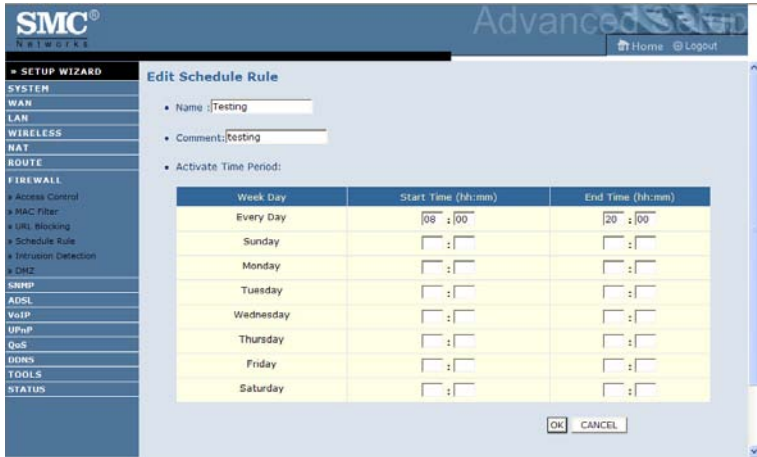 SMC®
Networks
Advanced Setup
Home Logout
» SETUP WIZARD
SYSTEM
WAN
LAN
WIRELESS
NAT
ROUTE
FIREWALL
» Access Control
» MAC Filter
» URL Blocking
» Schedule Rule
» Intrusion Detection
» DMZ
SNMP
ADSL
VoIP
UPnP
QoS
DDNS
TOOLS
STATUS
Edit Schedule Rule
• Name : Testing
• Comment: testing
• Activate Time Period:
Week Day Start Time (hh:mm) End Time (hh:mm)
Every Day 08 : 00 20 : 00
Sunday : :
Monday : :
Tuesday : :
Wednesday : :
Thursday : :
Friday : :
Saturday : :
OK CANCEL